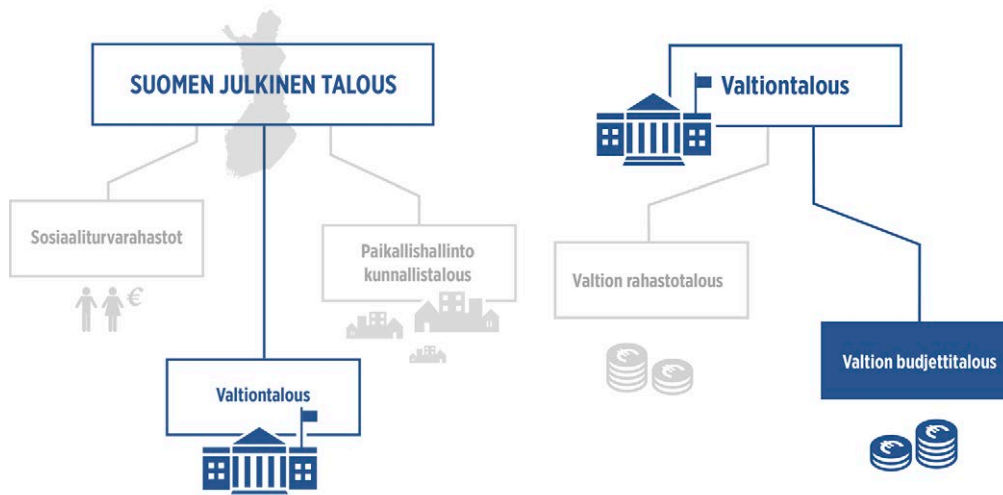 SUOMEN JULKINEN TALOUS
Sosiaaliturvarahastot
Paikallishallinto
kunnallistalous
€
Valtiontalous
Valtiontalous
Valtion rahastotalous
€
€
Valtion budjettitalous
€
€